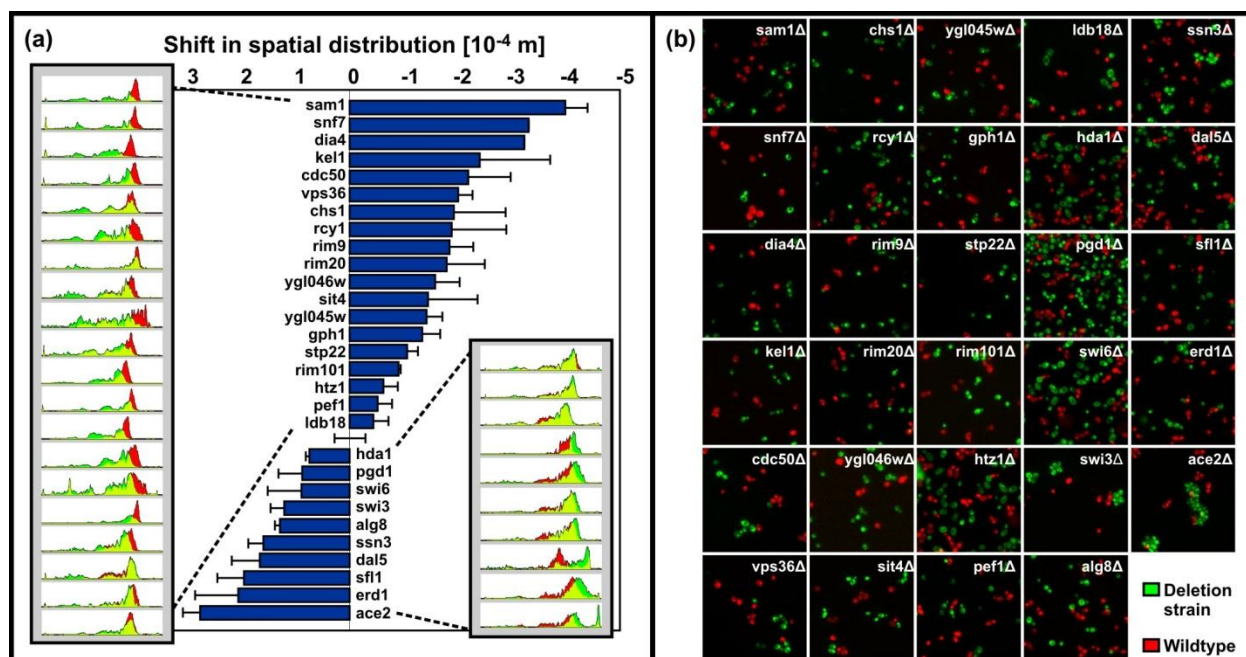 (a)
Shift in spatial distribution [10⁻⁴ m]
3 2 1 0 -1 -2 -3 -4 -5
sam1
snf7
dia4
kel1
cdc50
vps36
chs1
rcy1
rim9
rim20
ygl046w
sit4
ygl045w
gph1
stp22
rim101
htz1
pef1
ldb18
hda1
pgd1
swi6
swi3
alg8
ssn3
dal5
sfl1
erd1
ace2
(b)
sam1Δ chs1Δ ygl045wΔ ldb18Δ ssn3Δ
snf7Δ rcy1Δ gph1Δ hda1Δ dal5Δ
dia4Δ rim9Δ stp22Δ pgd1Δ sfl1Δ
kel1Δ rim20Δ rim101Δ swi6Δ erd1Δ
cdc50Δ ygl046wΔ htz1Δ swi3Δ ace2Δ
vps36Δ sit4Δ pef1Δ alg8Δ
Deletion
strain
Wildtype